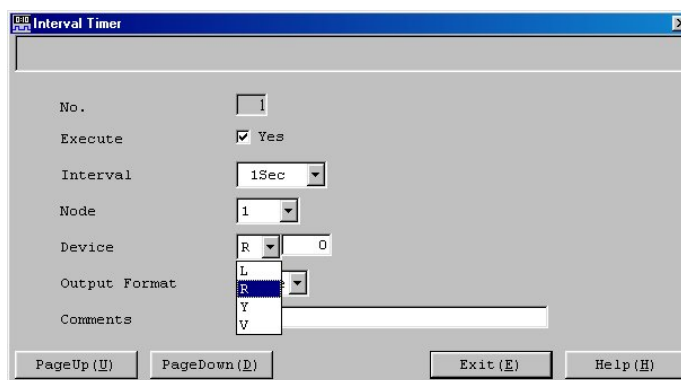 Interval Timer
No. 1
Execute Yes
Interval 1Sec
Node 1
Device R 0
L
R
Output Format
Y
V
Comments
PageUp(U) PageDown(D) Exit(E) Help(H)